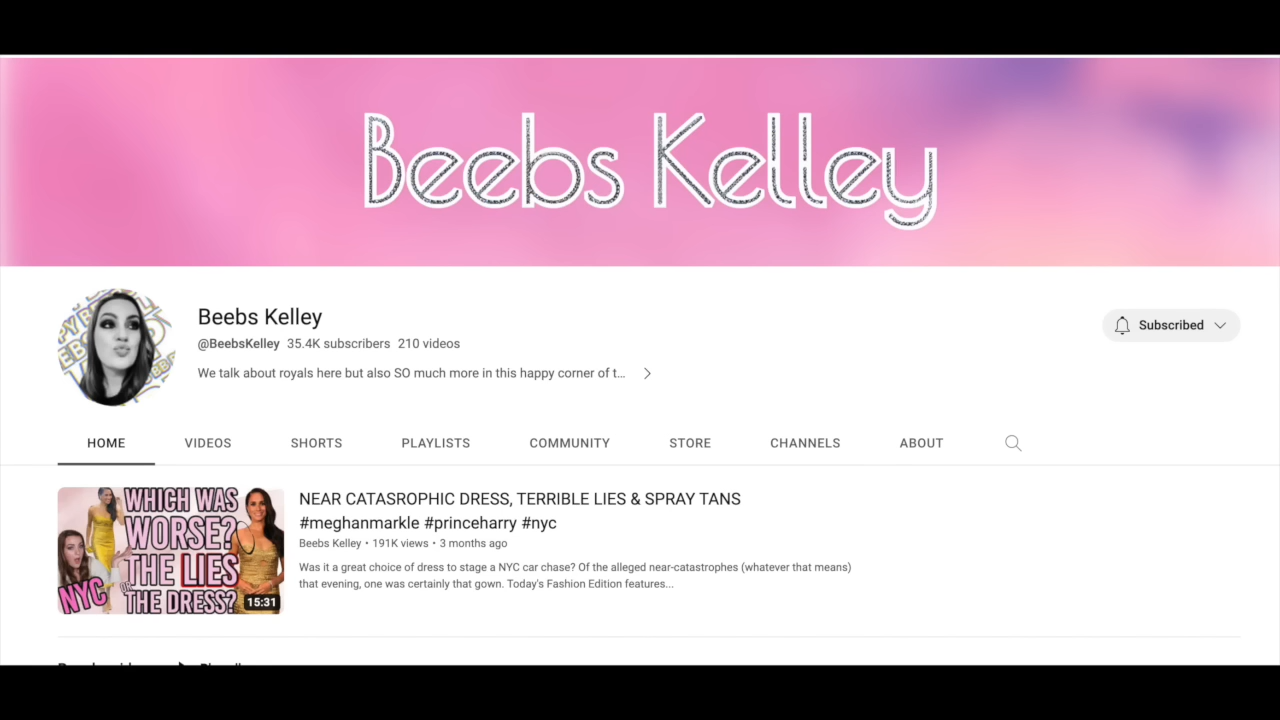 Beebs Kelley
Beebs Kelley
@BeebsKelley 35.4K subscribers 210 videos
We talk about royals here but also SO much more in this happy corner of t...
Subscribed
HOME VIDEOS SHORTS PLAYLISTS COMMUNITY STORE CHANNELS ABOUT
WHICH WAS
WORSE?
THE LIES
OR
THE DRESS?
NYC
15:31
NEAR CATASROPHIC DRESS, TERRIBLE LIES & SPRAY TANS
#meghanmarkle #princeharry #nyc
Beebs Kelley • 191K views • 3 months ago
Was it a great choice of dress to stage a NYC car chase? Of the alleged near-catastrophes (whatever that means)
that evening, one was certainly that gown. Today's Fashion Edition features...